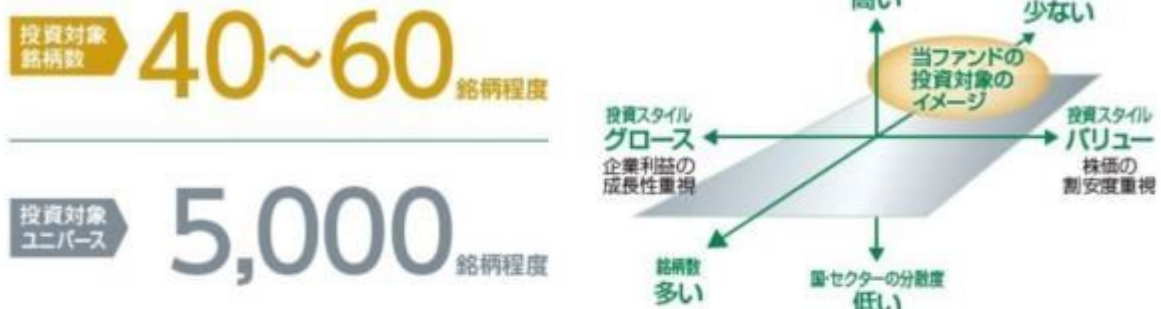 投資対象
銘柄数
40～60
銘柄程度
投資対象
ユニバース
5,000
銘柄程度
高い
少ない
当ファンドの
投資対象の
イメージ
投資スタイル
グロース
企業利益の
成長性重視
投資スタイル
バリュー
株価の
割安度重視
銘柄数
多い
国・セクターの分散度
低い